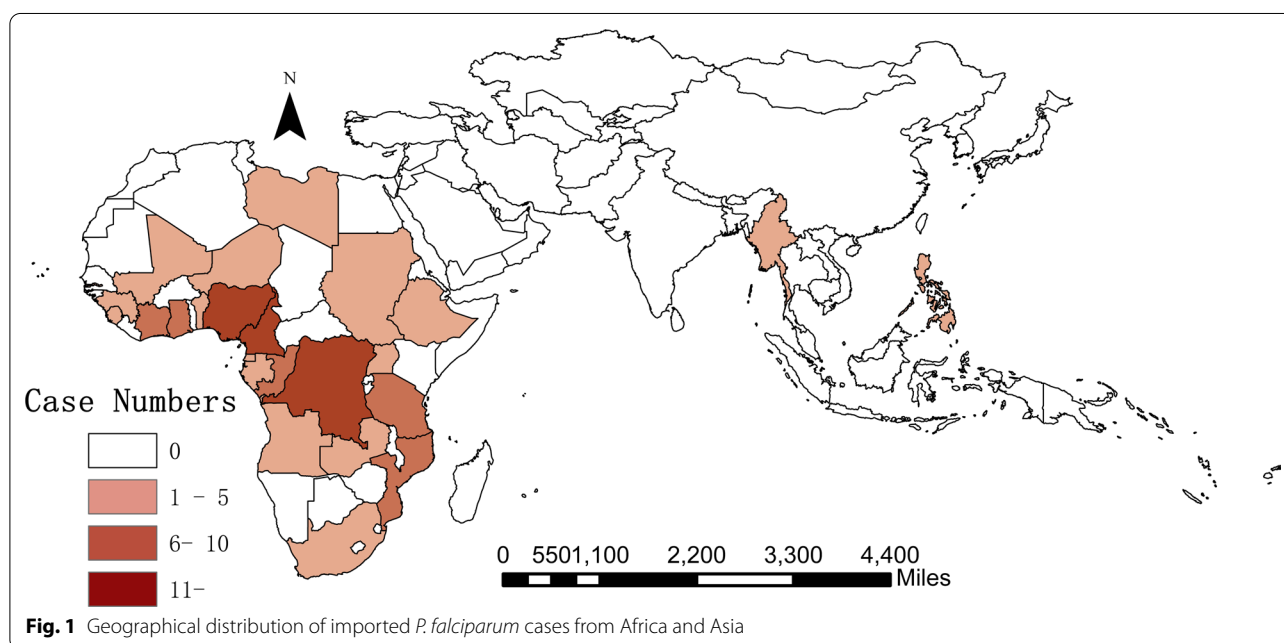 N
Case Numbers
0
1 - 5
6- 10
11-
0 5501,100 2,200 3,300 4,400
Miles
Fig. 1 Geographical distribution of imported P. falciparum cases from Africa and Asia